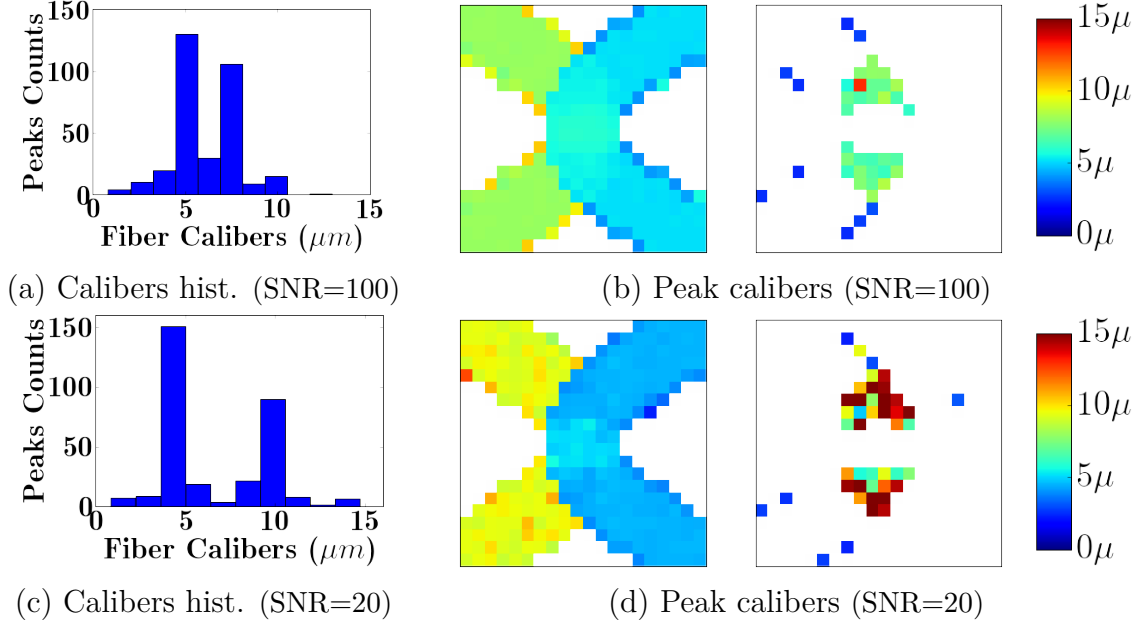 150
100
50
0
Peaks Counts
0 5 10 15
Fiber Calibers (μm)
(a) Calibers hist. (SNR=100)
15μ
10μ
5μ
0μ
(b) Peak calibers (SNR=100)
150
100
50
0
Peaks Counts
0 5 10 15
Fiber Calibers (μm)
(c) Calibers hist. (SNR=20)
15μ
10μ
5μ
0μ
(d) Peak calibers (SNR=20)